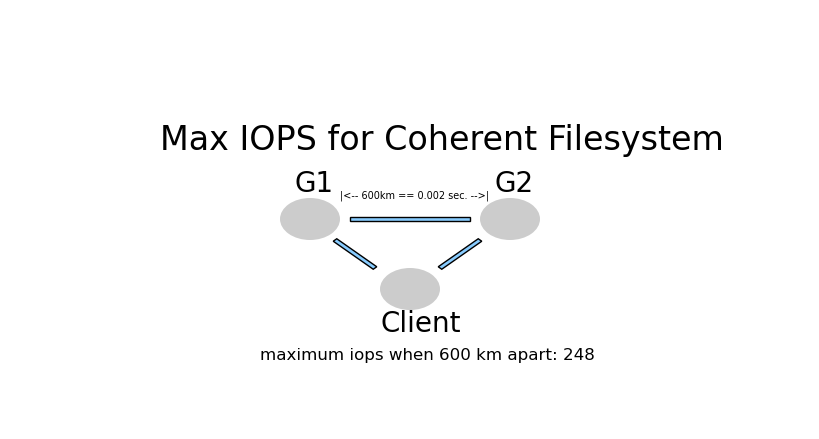 Max IOPS for Coherent Filesystem
G1
G2
|<-- 600km == 0.002 sec. -->|
Client
maximum iops when 600 km apart: 248